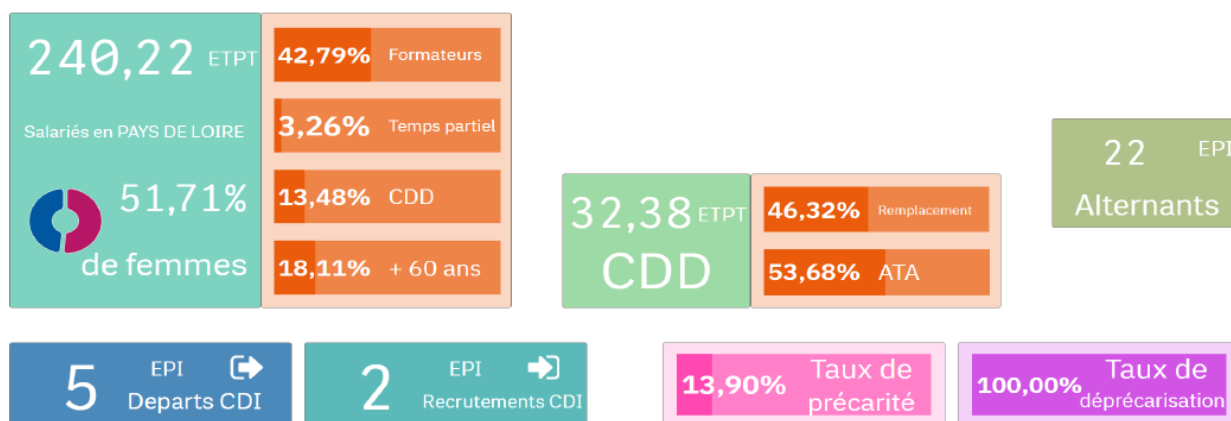 240,22 ETPT
Salariés en PAYS DE LOIRE
51,71%
de femmes
42,79% Formateurs
3,26% Temps partiel
13,48% CDD
18,11% + 60 ans
32,38 ETPT
CDD
46,32% Remplacement
53,68% ATA
22 EPI
Alternants
5 EPI
Departs CDI
2 EPI
Recrutements CDI
13,90% Taux de
précarité
100,00% Taux de
déprécarisation